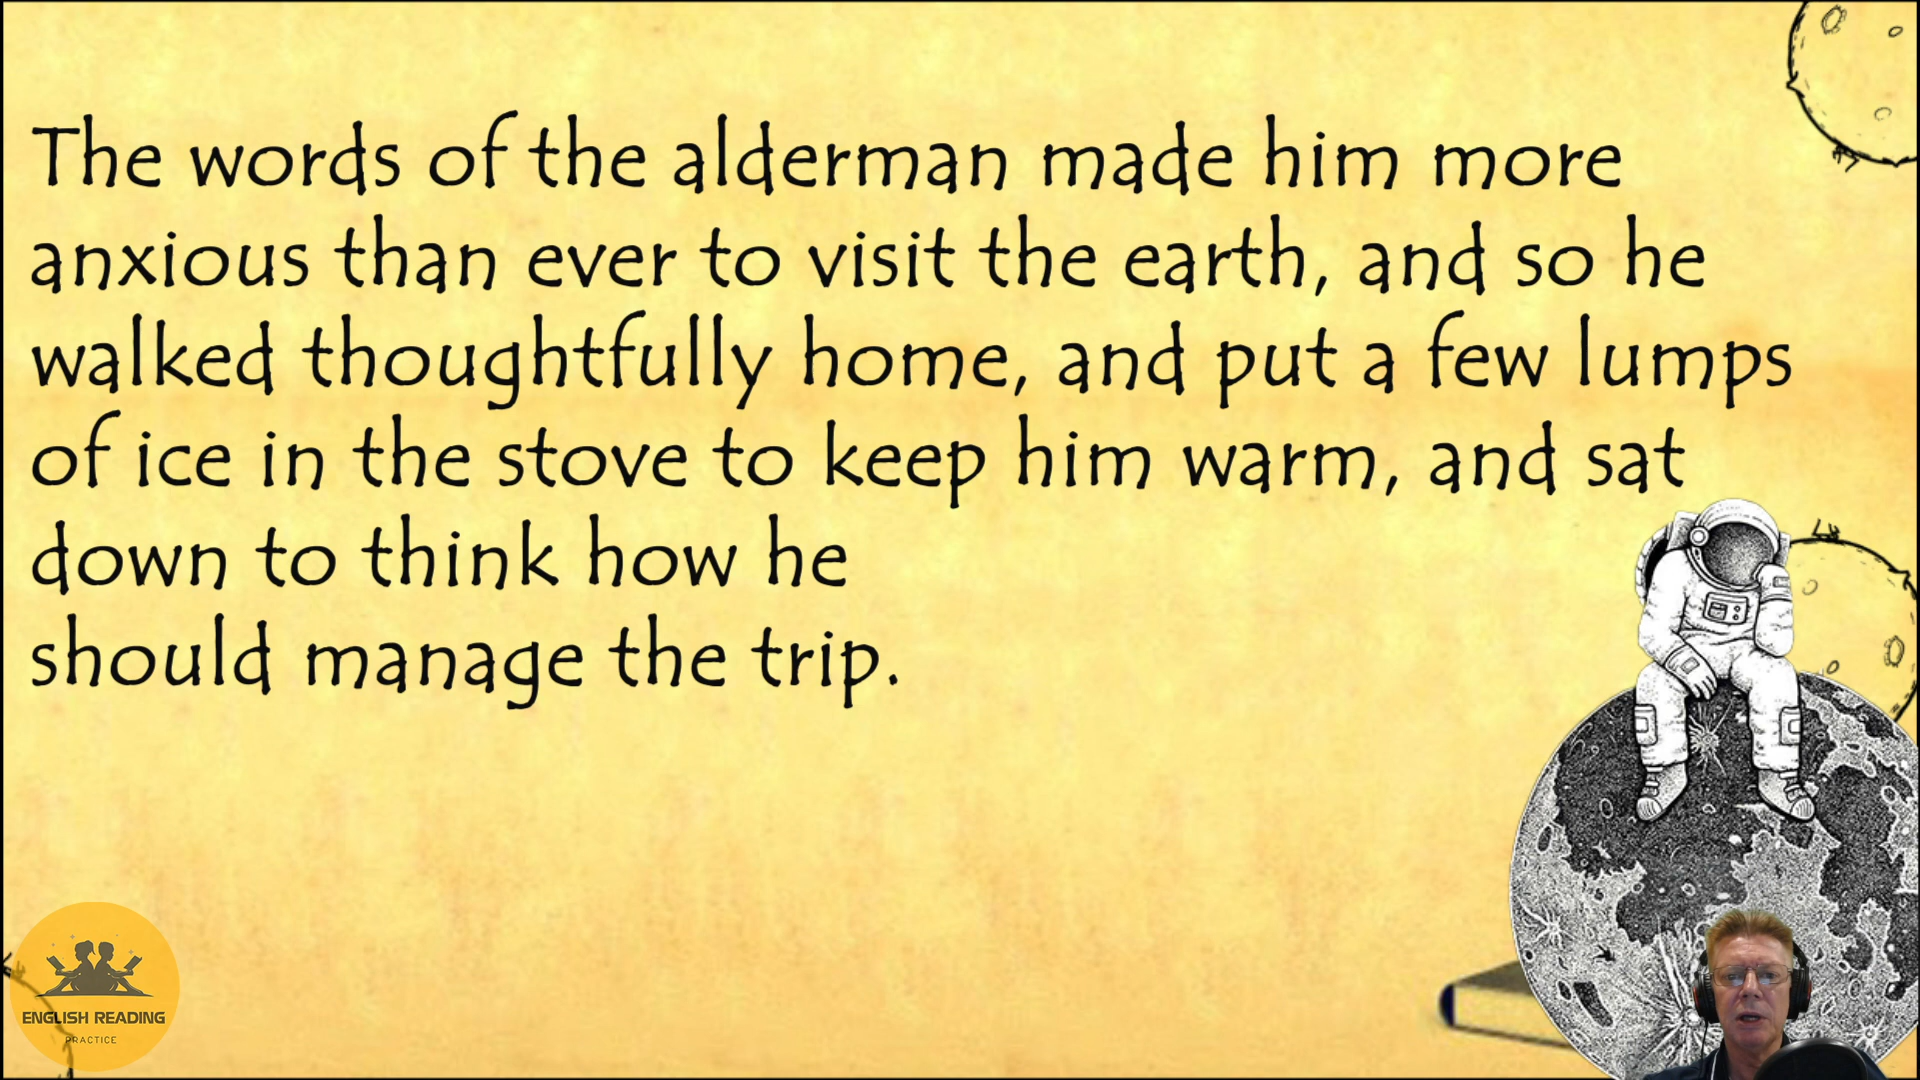 The words of the alderman made him more
anxious than ever to visit the earth, and so he
walked thoughtfully home, and put a few lumps
of ice in the stove to keep him warm, and sat
down to think how he
should manage the trip.
ENGLISH READING
PRACTICE